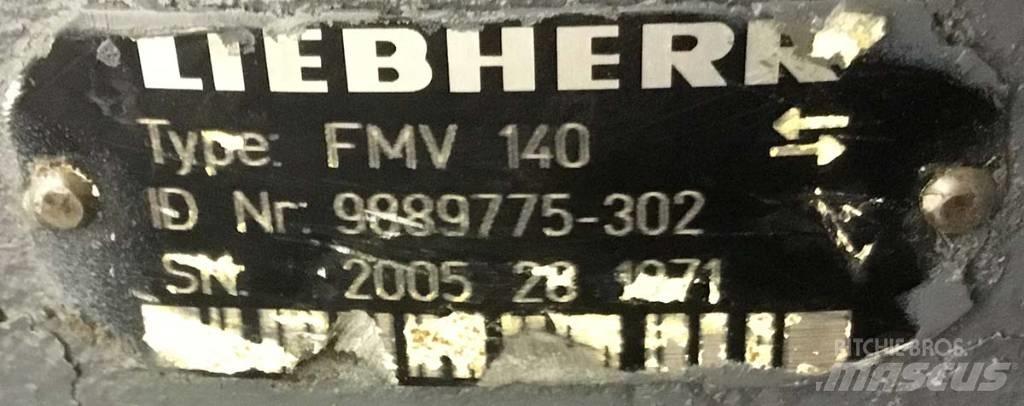 LIEBHERR
Type: FMV 140
ID Nr: 9889775-302
SN: 2005 28
RITCHIE BROS.
mascus